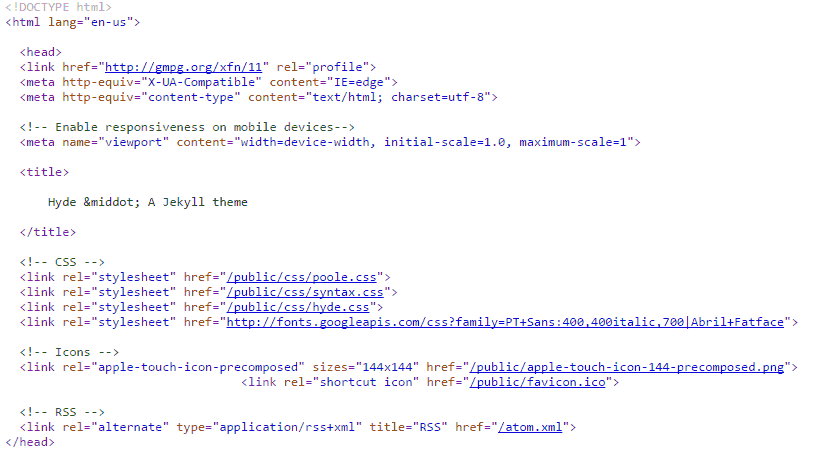 <!DOCTYPE html>
<html lang="en-us">
<head>
<link href="http://gmpg.org/xfn/11" rel="profile">
<meta http-equiv="X-UA-Compatible" content="IE=edge">
<meta http-equiv="content-type" content="text/html; charset=utf-8">
<!-- Enable responsiveness on mobile devices-->
<meta name="viewport" content="width=device-width, initial-scale=1.0, maximum-scale=1">
<title>
Hyde &middot; A Jekyll theme
</title>
<!-- CSS -->
<link rel="stylesheet" href="/public/css/poole.css">
<link rel="stylesheet" href="/public/css/syntax.css">
<link rel="stylesheet" href="/public/css/hyde.css">
<link rel="stylesheet" href="http://fonts.googleapis.com/css?family=PT+Sans:400,400italic,700|Abril+Fatface">
<!-- Icons -->
<link rel="apple-touch-icon-precomposed" sizes="144x144" href="/public/apple-touch-icon-144-precomposed.png">
<link rel="shortcut icon" href="/public/favicon.ico">
<!-- RSS -->
<link rel="alternate" type="application/rss+xml" title="RSS" href="/atom.xml">
</head>